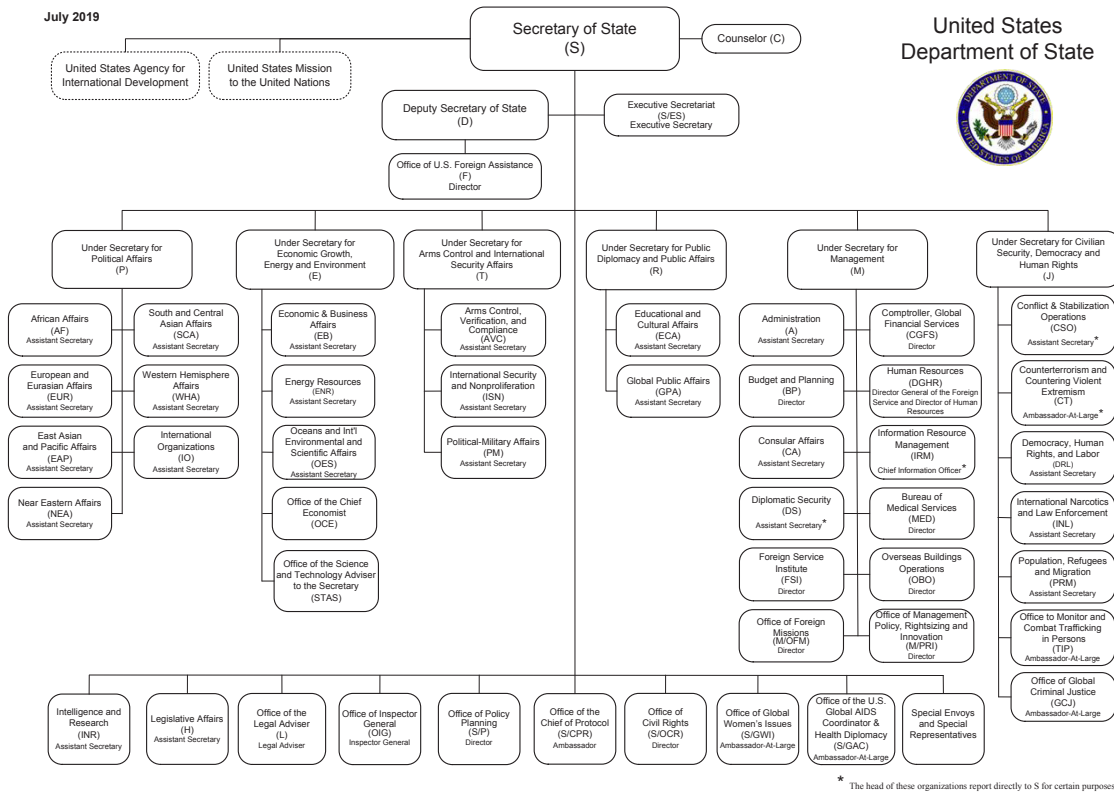 July 2019
Secretary of State
(S)
Counselor (C)
United States
Department of State
United States Agency for
International Development
United States Mission
to the United Nations
DEPARTMENT OF STATE
UNITED STATES OF AMERICA
Deputy Secretary of State
(D)
Executive Secretariat
(S/ES)
Executive Secretary
Office of U.S. Foreign Assistance
(F)
Director
Under Secretary for
Political Affairs
(P)
Under Secretary for
Economic Growth,
Energy and Environment
(E)
Under Secretary for
Arms Control and International
Security Affairs
(T)
Under Secretary for Public
Diplomacy and Public Affairs
(R)
Under Secretary for
Management
(M)
Under Secretary for Civilian
Security, Democracy and
Human Rights
(J)
African Affairs
(AF)
Assistant Secretary
South and Central
Asian Affairs
(SCA)
Assistant Secretary
European and
Eurasian Affairs
(EUR)
Assistant Secretary
Western Hemisphere
Affairs
(WHA)
Assistant Secretary
East Asian
and Pacific Affairs
(EAP)
Assistant Secretary
International
Organizations
(IO)
Assistant Secretary
Near Eastern Affairs
(NEA)
Assistant Secretary
Economic & Business
Affairs
(EB)
Assistant Secretary
Energy Resources
(ENR)
Assistant Secretary
Oceans and Int'l
Environmental and
Scientific Affairs
(OES)
Assistant Secretary
Office of the Chief
Economist
(OCE)
Office of the Science
and Technology Adviser
to the Secretary
(STAS)
Arms Control,
Verification, and
Compliance
(AVC)
Assistant Secretary
International Security
and Nonproliferation
(ISN)
Assistant Secretary
Political-Military Affairs
(PM)
Assistant Secretary
Educational and
Cultural Affairs
(ECA)
Assistant Secretary
Global Public Affairs
(GPA)
Assistant Secretary
Administration
(A)
Assistant Secretary
Comptroller, Global
Financial Services
(CGFS)
Director
Budget and Planning
(BP)
Director
Human Resources
(DGHR)
Director General of the Foreign
Service and Director of Human
Resources
Consular Affairs
(CA)
Assistant Secretary
Information Resource
Management
(IRM)
Chief Information Officer*
Diplomatic Security
(DS)
Assistant Secretary*
Bureau of
Medical Services
(MED)
Director
Foreign Service
Institute
(FSI)
Director
Overseas Buildings
Operations
(OBO)
Director
Office of Foreign
Missions
(M/OFM)
Director
Office of Management
Policy, Rightsizing and
Innovation
(M/PRI)
Director
Conflict & Stabilization
Operations
(CSO)
Assistant Secretary*
Counterterrorism and
Countering Violent
Extremism
(CT)
Ambassador-At-Large*
Democracy, Human
Rights, and Labor
(DRL)
Assistant Secretary
International Narcotics
and Law Enforcement
(INL)
Assistant Secretary
Population, Refugees
and Migration
(PRM)
Assistant Secretary
Office to Monitor and
Combat Trafficking
in Persons
(TIP)
Ambassador-At-Large
Office of Global
Criminal Justice
(GCJ)
Ambassador-At-Large
Intelligence and
Research
(INR)
Assistant Secretary
Legislative Affairs
(H)
Assistant Secretary
Office of the
Legal Adviser
(L)
Legal Adviser
Office of Inspector
General
(OIG)
Inspector General
Office of Policy
Planning
(S/P)
Director
Office of the
Chief of Protocol
(S/CPR)
Ambassador
Office of
Civil Rights
(S/OCR)
Director
Office of Global
Women's Issues
(S/GWI)
Ambassador-At-Large
Office of the U.S.
Global AIDS
Coordinator &
Health Diplomacy
(S/GAC)
Ambassador-At-Large
Special Envoys
and Special
Representatives
* The head of these organizations report directly to S for certain purposes